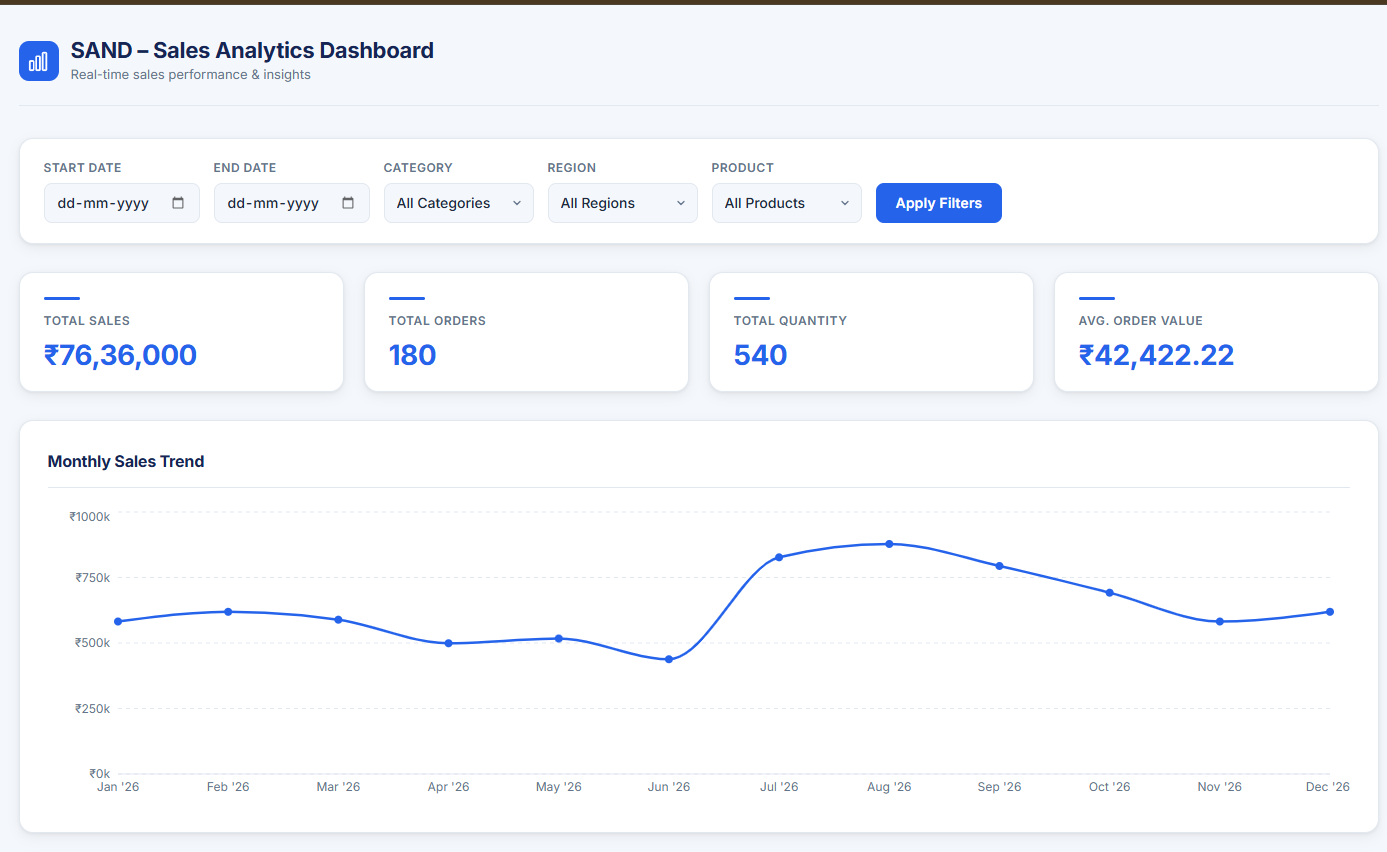 SAND – Sales Analytics Dashboard
Real-time sales performance & insights
START DATE END DATE CATEGORY REGION PRODUCT
dd-mm-yyyy dd-mm-yyyy All Categories All Regions All Products Apply Filters
TOTAL SALES TOTAL ORDERS TOTAL QUANTITY AVG. ORDER VALUE
₹76,36,000 180 540 ₹42,422.22
Monthly Sales Trend
₹1000k
₹750k
₹500k
₹250k
₹0k
Jan '26 Feb '26 Mar '26 Apr '26 May '26 Jun '26 Jul '26 Aug '26 Sep '26 Oct '26 Nov '26 Dec '26